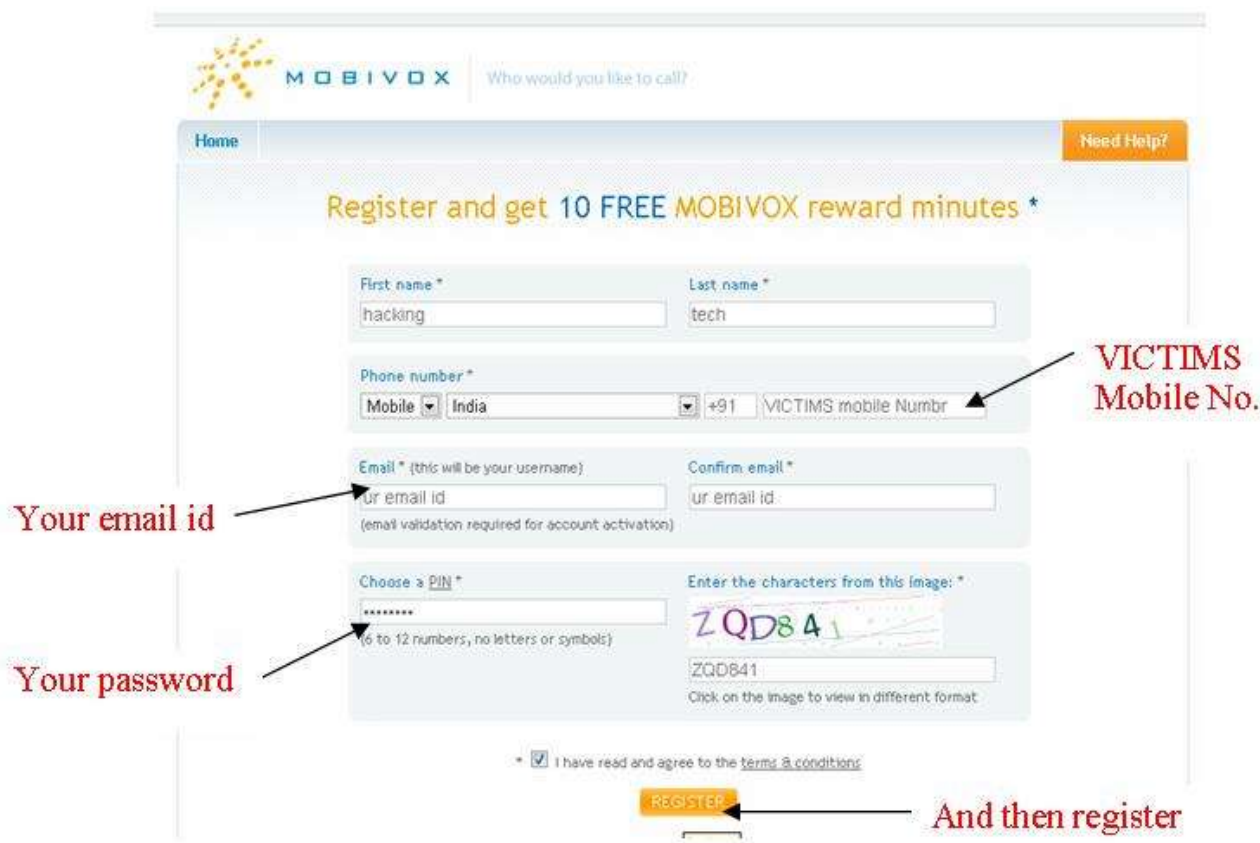 MOBIVOX Who would you like to call?
Home Need Help?
Register and get 10 FREE MOBIVOX reward minutes *
First name * Last name *
hacking tech
Phone number *
Mobile India +91 VICTIMS mobile Numbr
VICTIMS
Mobile No.
Email * (this will be your username) Confirm email *
ur email id ur email id
(email validation required for account activation)
Your email id
Choose a PIN * Enter the characters from this image: *
•••••••• ZQD841
(6 to 12 numbers, no letters or symbols)
ZQD841
Click on the image to view in different format
Your password
* I have read and agree to the terms & conditions
REGISTER
And then register